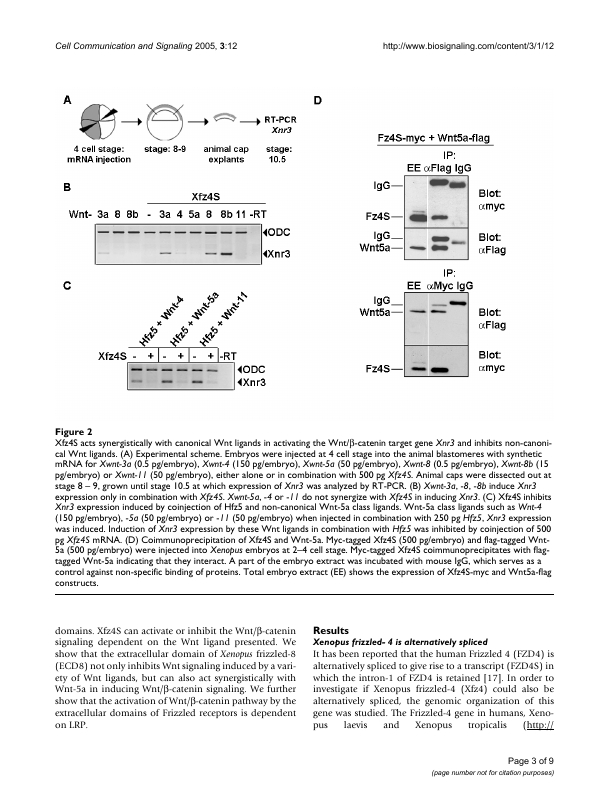 Cell Communication and Signaling 2005, 3:12
http://www.biosignaling.com/content/3/1/12
A
4 cell stage:
mRNA injection
stage: 8-9
animal cap
explants
RT-PCR
Xnr3
stage:
10.5
B
Xfz4S
Wnt- 3a 8 8b - 3a 4 5a 8 8b 11 -RT
ODC
Xnr3
C
Hfz5 + Wnt-4
Hfz5 + Wnt-5a
Hfz5 + Wnt-11
Xfz4S - + - + - + -RT
ODC
Xnr3
D
Fz4S-myc + Wnt5a-flag
IP:
EE αFlag IgG
IgG
Fz4S
Blot:
αmyc
IgG
Wnt5a
Blot:
αFlag
IP:
EE αMyc IgG
IgG
Wnt5a
Blot:
αFlag
Fz4S
Blot:
αmyc
Figure 2
Xfz4S acts synergistically with canonical Wnt ligands in activating the Wnt/β-catenin target gene Xnr3 and inhibits non-canoni-
cal Wnt ligands. (A) Experimental scheme. Embryos were injected at 4 cell stage into the animal blastomeres with synthetic
mRNA for Xwnt-3a (0.5 pg/embryo), Xwnt-4 (150 pg/embryo), Xwnt-5a (50 pg/embryo), Xwnt-8 (0.5 pg/embryo), Xwnt-8b (15
pg/embryo) or Xwnt-11 (50 pg/embryo), either alone or in combination with 500 pg Xfz4S. Animal caps were dissected out at
stage 8 – 9, grown until stage 10.5 at which expression of Xnr3 was analyzed by RT-PCR. (B) Xwnt-3a, -8, -8b induce Xnr3
expression only in combination with Xfz4S. Xwnt-5a, -4 or -11 do not synergize with Xfz4S in inducing Xnr3. (C) Xfz4S inhibits
Xnr3 expression induced by coinjection of Hfz5 and non-canonical Wnt-5a class ligands. Wnt-5a class ligands such as Wnt-4
(150 pg/embryo), -5a (50 pg/embryo) or -11 (50 pg/embryo) when injected in combination with 250 pg Hfz5, Xnr3 expression
was induced. Induction of Xnr3 expression by these Wnt ligands in combination with Hfz5 was inhibited by coinjection of 500
pg Xfz4S mRNA. (D) Coimmunoprecipitation of Xfz4S and Wnt-5a. Myc-tagged Xfz4S (500 pg/embryo) and flag-tagged Wnt-
5a (500 pg/embryo) were injected into Xenopus embryos at 2–4 cell stage. Myc-tagged Xfz4S coimmunoprecipitates with flag-
tagged Wnt-5a indicating that they interact. A part of the embryo extract was incubated with mouse IgG, which serves as a
control against non-specific binding of proteins. Total embryo extract (EE) shows the expression of Xfz4S-myc and Wnt5a-flag
constructs.
domains. Xfz4S can activate or inhibit the Wnt/β-catenin
signaling dependent on the Wnt ligand presented. We
show that the extracellular domain of Xenopus frizzled-8
(ECD8) not only inhibits Wnt signaling induced by a vari-
ety of Wnt ligands, but can also act synergistically with
Wnt-5a in inducing Wnt/β-catenin signaling. We further
show that the activation of Wnt/β-catenin pathway by the
extracellular domains of Frizzled receptors is dependent
on LRP.
Results
Xenopus frizzled- 4 is alternatively spliced
It has been reported that the human Frizzled 4 (FZD4) is
alternatively spliced to give rise to a transcript (FZD4S) in
which the intron-1 of FZD4 is retained [17]. In order to
investigate if Xenopus frizzled-4 (Xfz4) could also be
alternatively spliced, the genomic organization of this
gene was studied. The Frizzled-4 gene in humans, Xeno-
pus laevis and Xenopus tropicalis (http://
Page 3 of 9
(page number not for citation purposes)